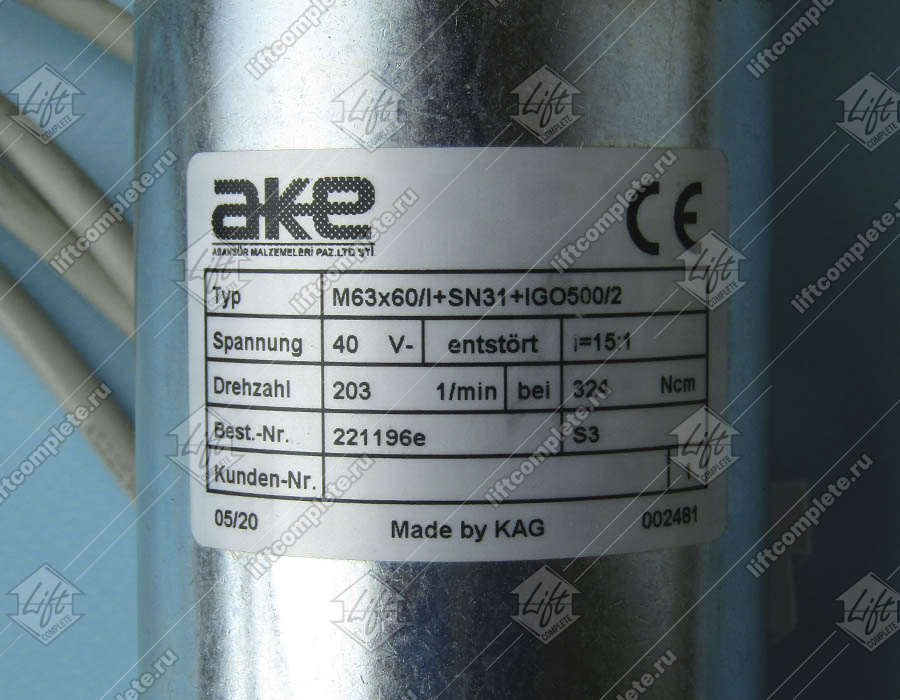 ake
ASANSÖR MALZEMELERİ PAZ.LTD ŞTİ
CE
Typ M63x60/I+SN31+IGO500/2
Spannung 40 V- entstört i=15:1
Drehzahl 203 1/min bei 324 Ncm
Best.-Nr. 221196e S3
Kunden-Nr.
05/20 Made by KAG 002481
Lift COMPLETE
liftcomplete.ru